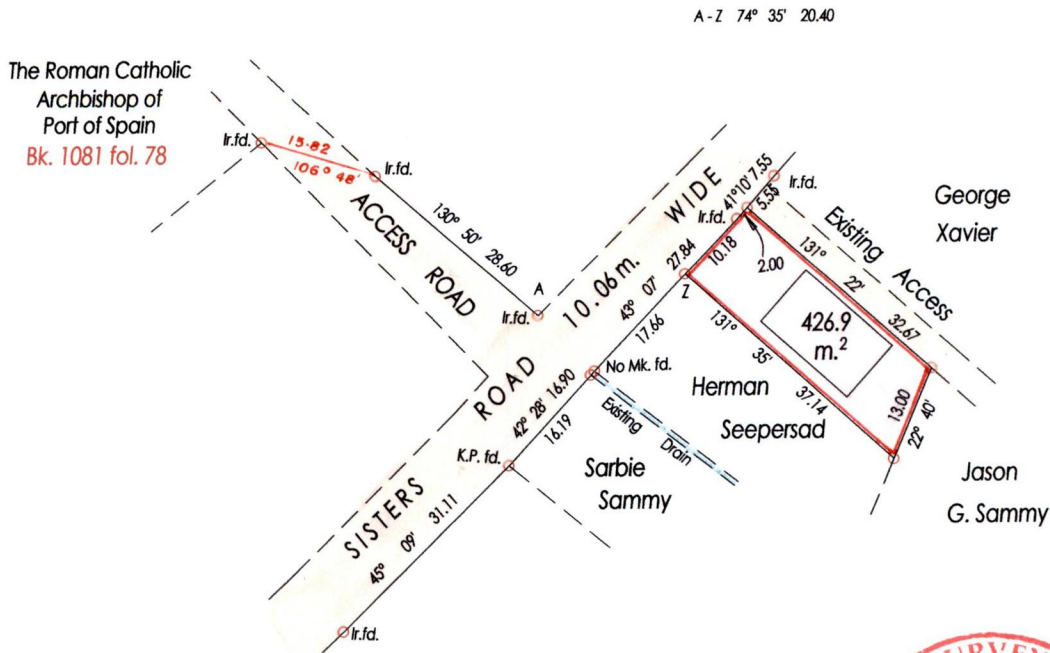 A - Z 74° 35' 20.40
The Roman Catholic
Archbishop of
Port of Spain
Bk. 1081 fol. 78
Ir.fd.
15.82
106° 48'
Ir.fd.
ACCESS ROAD
130° 50' 28.60
A
Ir.fd.
SISTERS ROAD 10.06 m. WIDE
41°10' 7.55
Ir.fd.
5.55
Ir.fd.
2.00
10.18
43° 07' 27.84
Z
17.66
George
Xavier
Existing Access
131° 22' 32.67
426.9
m.²
131° 35' 37.14
13.00
22° 40'
No Mk. fd.
Herman
Seepersad
42° 28' 16.90
16.19
Existing Drain
K.P. fd.
Sarbie
Sammy
Jason
G. Sammy
45° 09' 31.11
Ir.fd.
SURVEY